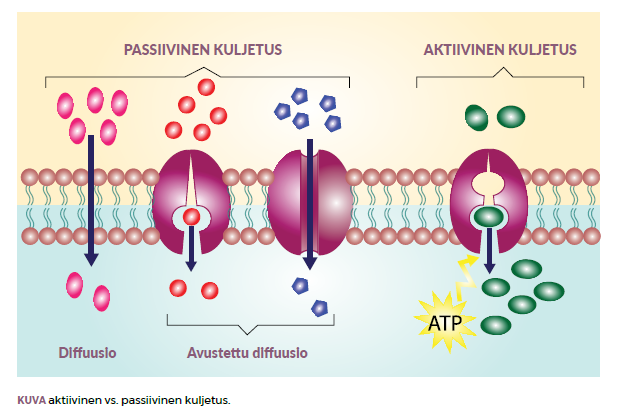 PASSIIVINEN KULJETUS
AKTIIVINEN KULJETUS
ATP
Diffuusio
Avustettu diffuusio
KUVA aktiivinen vs. passiivinen kuljetus.